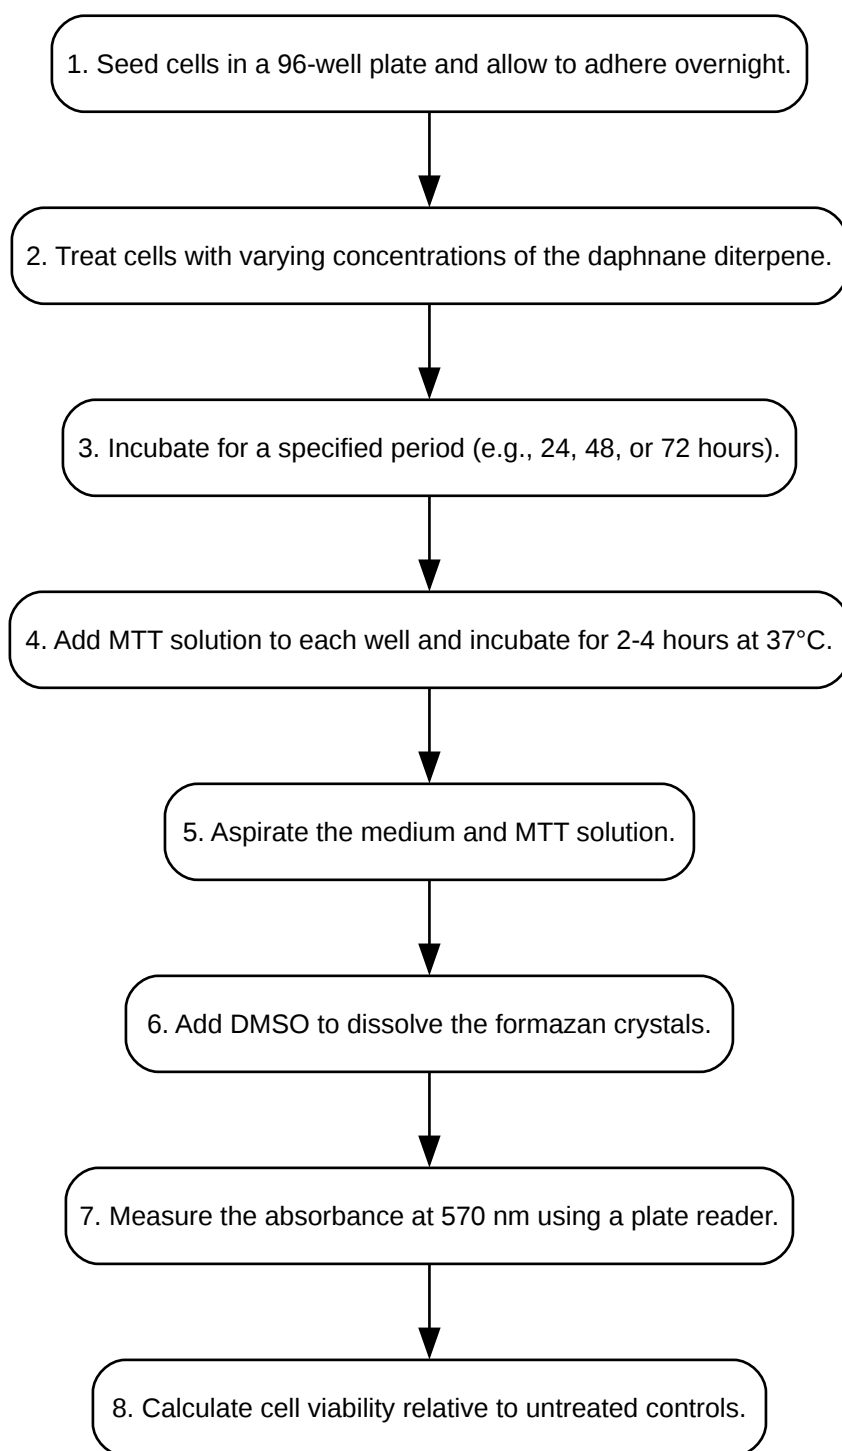 1. Seed cells in a 96-well plate and allow to adhere overnight.
2. Treat cells with varying concentrations of the daphnane diterpene.
3. Incubate for a specified period (e.g., 24, 48, or 72 hours).
4. Add MTT solution to each well and incubate for 2-4 hours at 37°C.
5. Aspirate the medium and MTT solution.
6. Add DMSO to dissolve the formazan crystals.
7. Measure the absorbance at 570 nm using a plate reader.
8. Calculate cell viability relative to untreated controls.